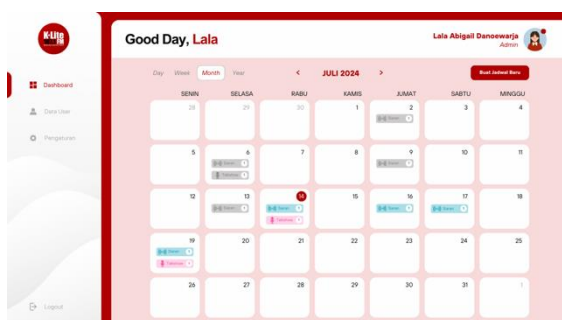 K-Lite
FM
Good Day, Lala
Lala Abigail Danoewarja
Admin
Dashboard
Data User
Pengaturan
Logout
Day Week Month Year
< JULI 2024 >
Buat Jadwal Baru
SENIN SELASA RABU KAMIS JUMAT SABTU MINGGU
28 29 30 1 2 3 4
5 6 7 8 9 10 11
12 13 14 15 16 17 18
19 20 21 22 23 24 25
26 27 28 29 30 31 1